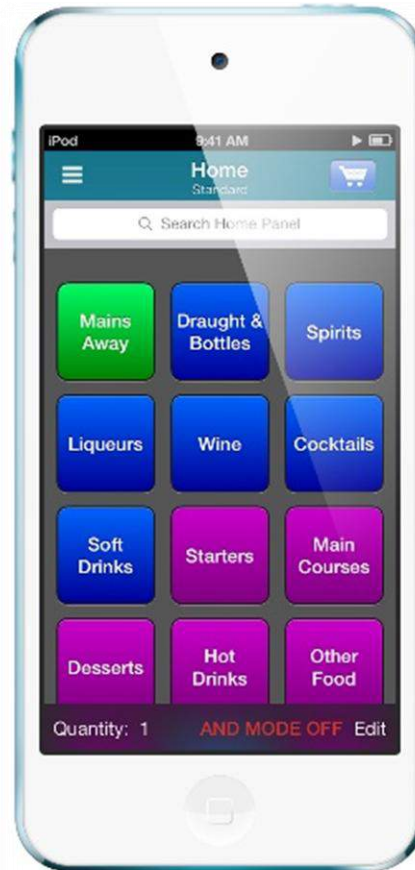 iPod
9:41 AM
Home
Standard
Search Home Panel
Mains
Away
Draught &
Bottles
Spirits
Liqueurs
Wine
Cocktails
Soft
Drinks
Starters
Main
Courses
Desserts
Hot
Drinks
Other
Food
Quantity: 1 AND MODE OFF Edit